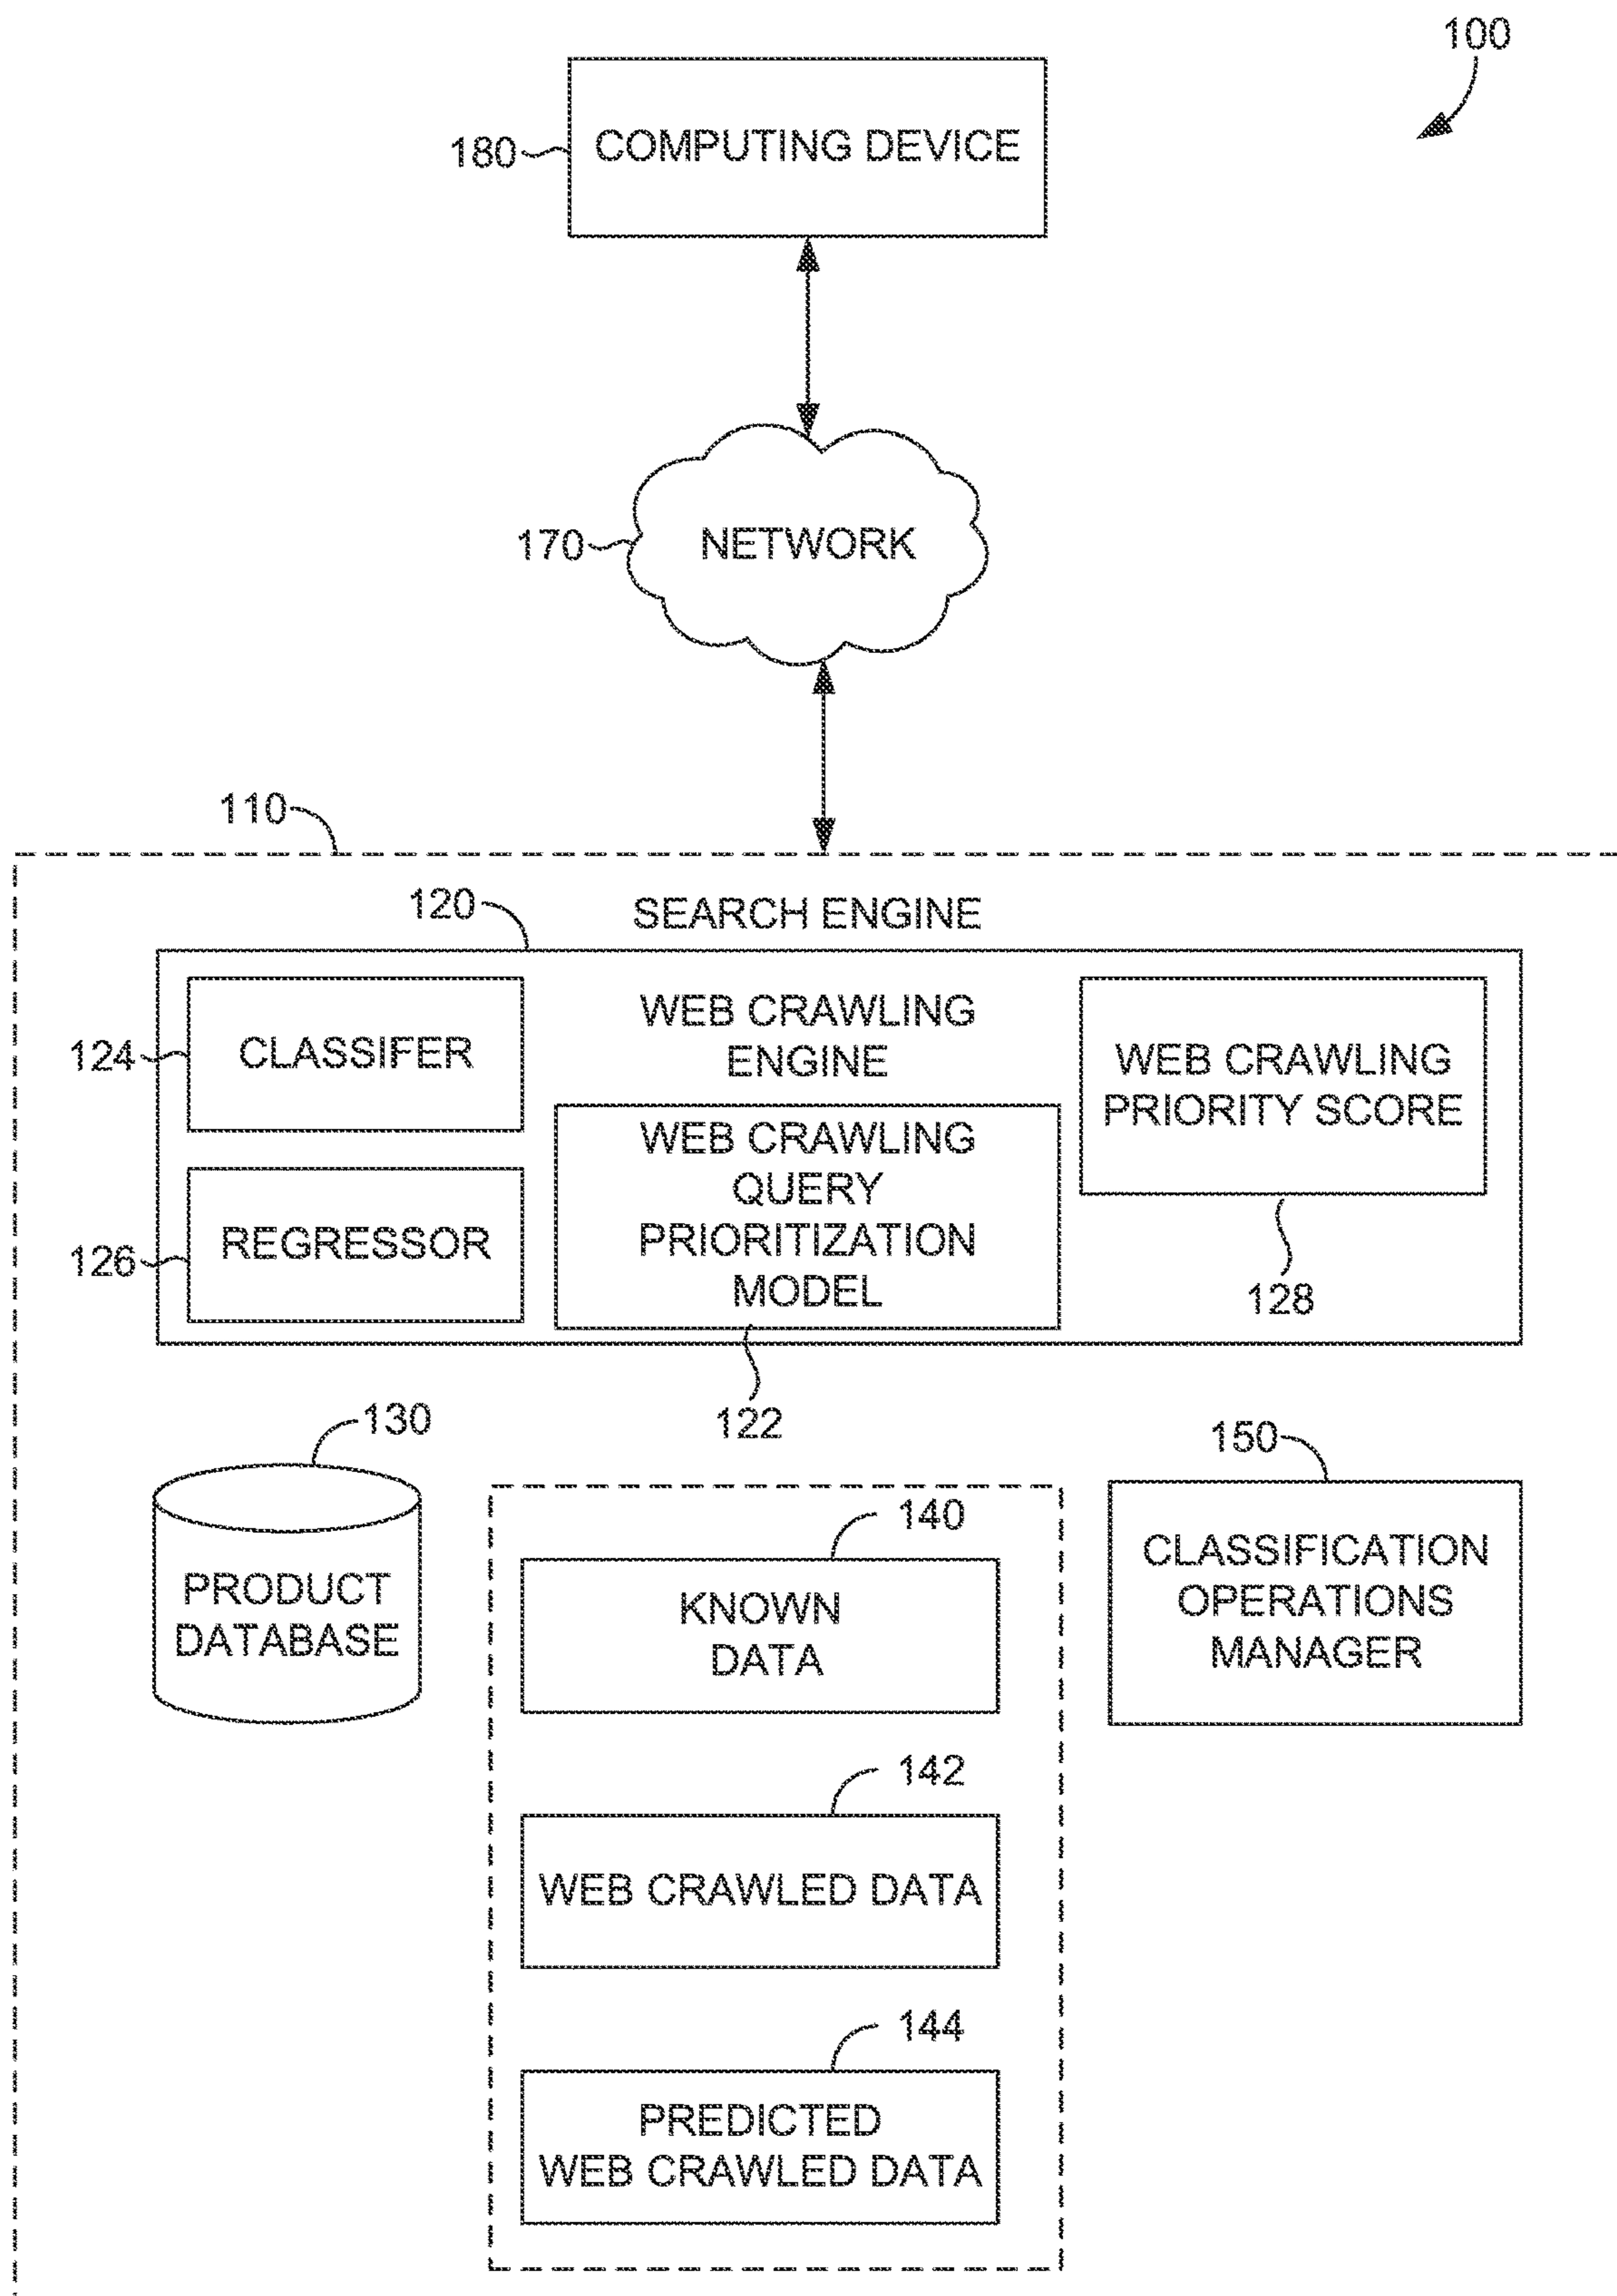 100
180
COMPUTING DEVICE
170
NETWORK
110
120
SEARCH ENGINE
124
CLASSIFER
WEB CRAWLING
ENGINE
WEB CRAWLING
PRIORITY SCORE
126
REGRESSOR
WEB CRAWLING
QUERY
PRIORITIZATION
MODEL
128
122
130
PRODUCT
DATABASE
140
KNOWN
DATA
150
CLASSIFICATION
OPERATIONS
MANAGER
142
WEB CRAWLED DATA
144
PREDICTED
WEB CRAWLED DATA